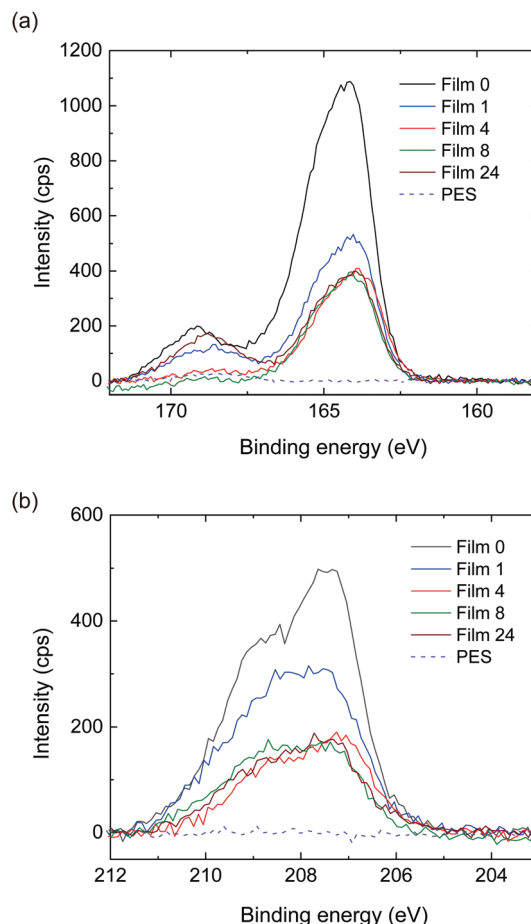 (a)
1200
1000
800
600
400
200
0
Intensity (cps)
Film 0
Film 1
Film 4
Film 8
Film 24
PES
170 165 160
Binding energy (eV)
(b)
600
400
200
0
Intensity (cps)
Film 0
Film 1
Film 4
Film 8
Film 24
PES
212 210 208 206 204
Binding energy (eV)